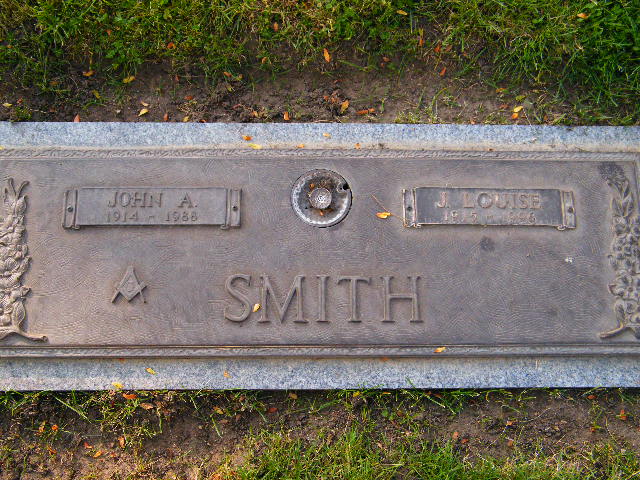 JOHN A.
1914 - 1988
J. LOUISE
1915 - 1996
SMITH
G